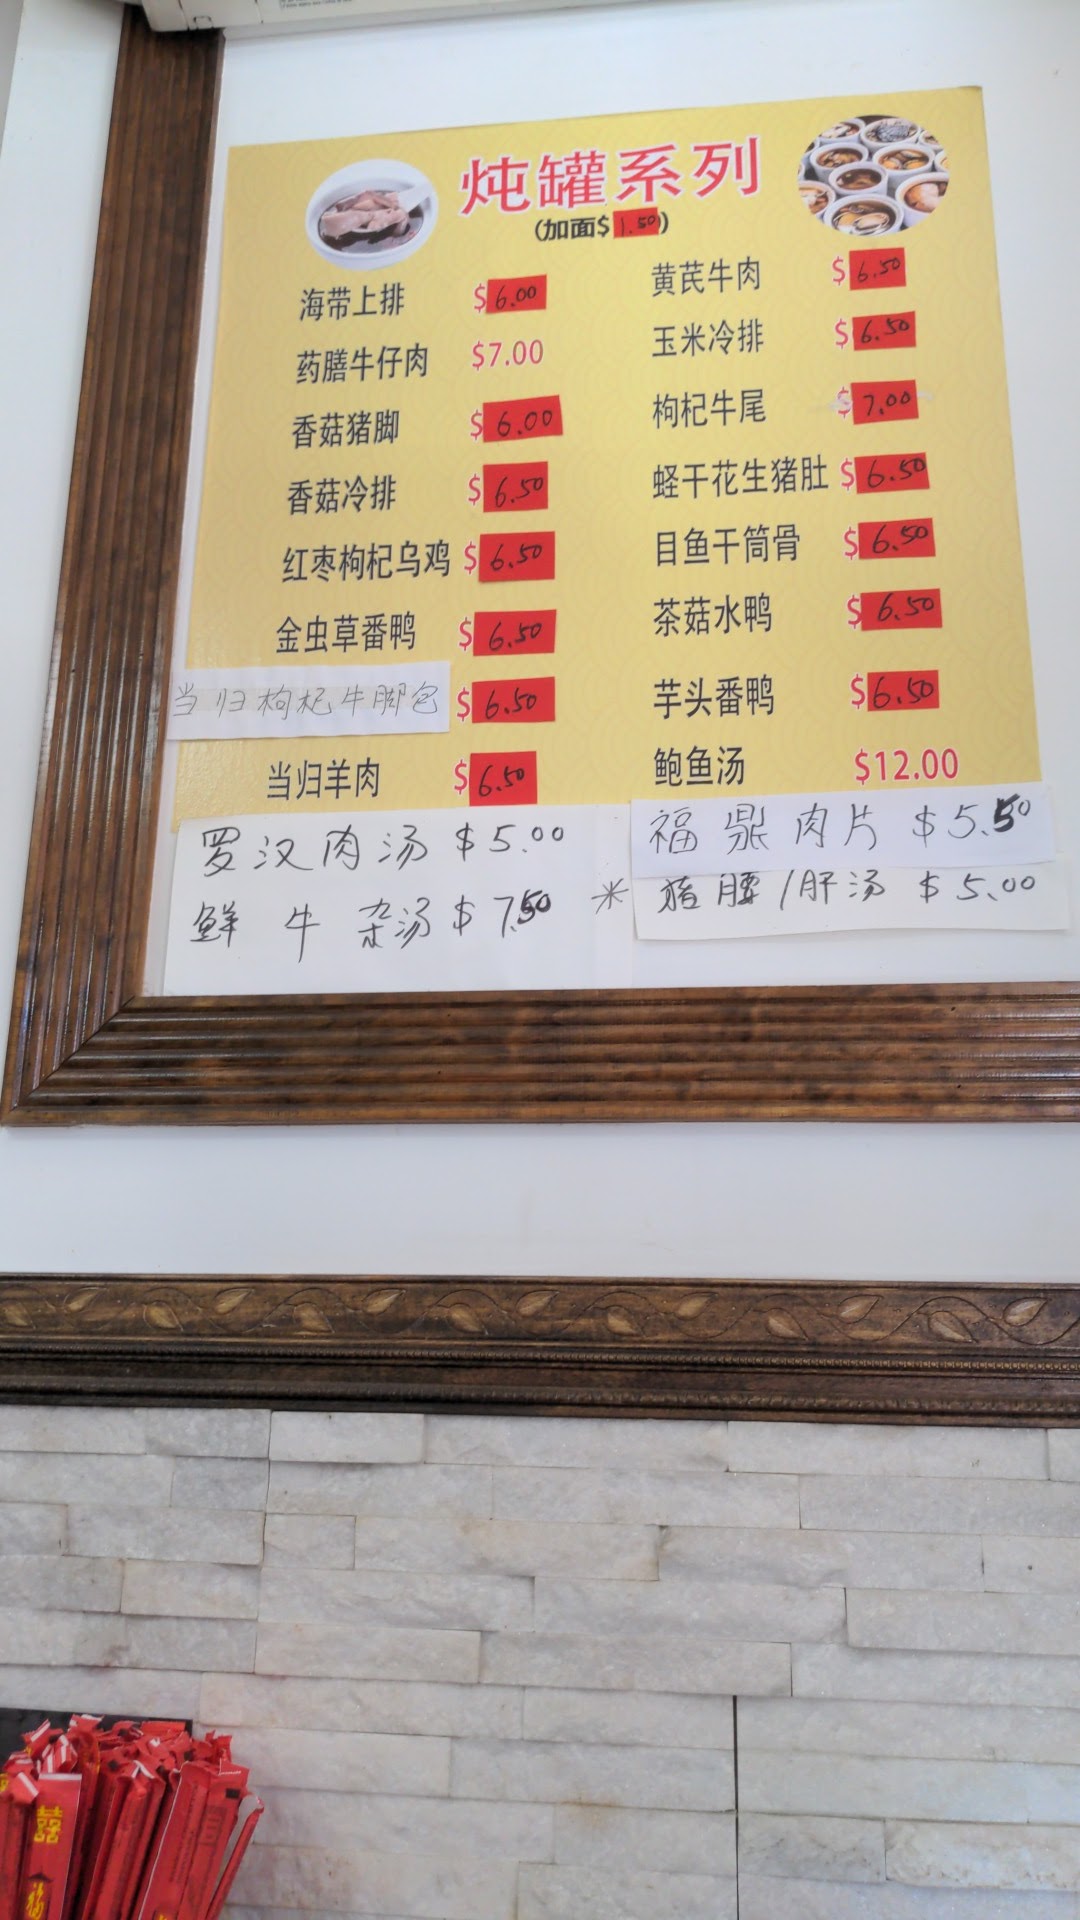 炖罐系列
(加面$1.50)
海带上排 $6.00
药膳牛仔肉 $7.00
香菇猪脚 $6.00
香菇冷排 $6.50
红枣枸杞乌鸡 $6.50
金虫草番鸭 $6.50
当归枸杞牛脚包 $6.50
当归羊肉 $6.50
罗汉肉汤 $5.00
鲜牛杂汤 $7.50
黄芪牛肉 $6.50
玉米冷排 $6.50
枸杞牛尾 $7.00
蛏干花生猪肚 $6.50
目鱼干筒骨 $6.50
茶菇水鸭 $6.50
芋头番鸭 $6.50
鲍鱼汤 $12.00
福鼎肉片 $5.50
* 猪腰/肝汤 $5.00
囍
福